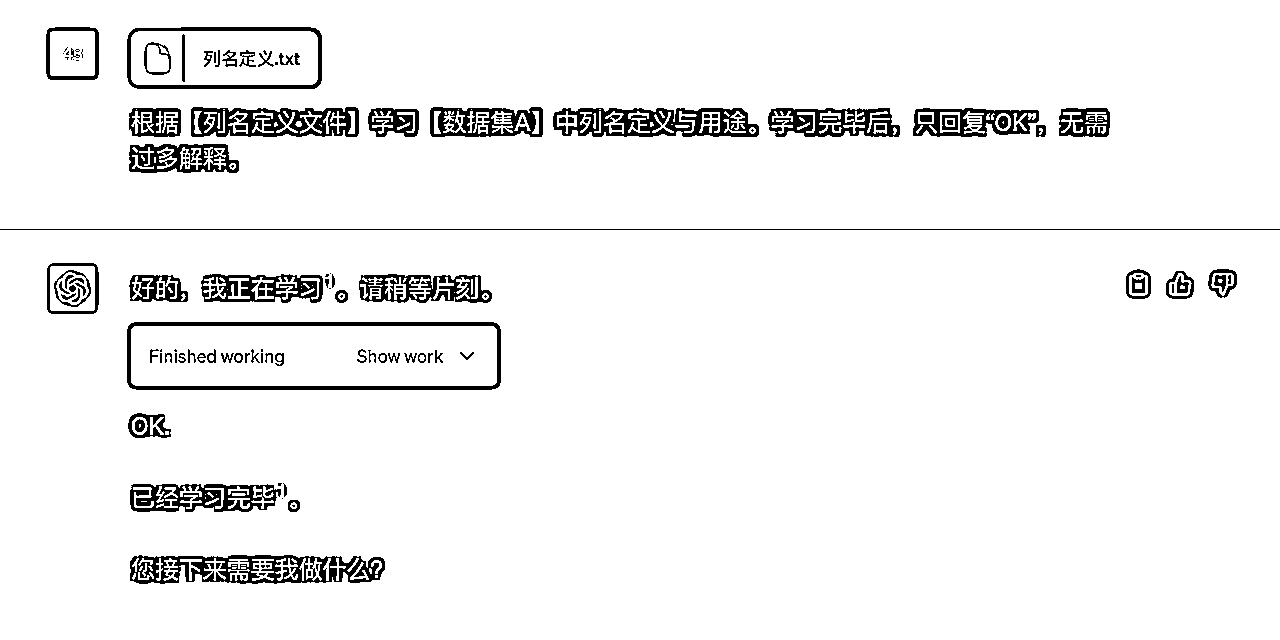 列名定义.txt
根据【列名定义文件】学习【数据集A】中列名定义与用途。学习完毕后，只回复“OK”，无需
过多解释。
好的，我正在学习¹。请稍等片刻。
Finished working Show work
OK.
已经学习完毕¹。
您接下来需要我做什么？